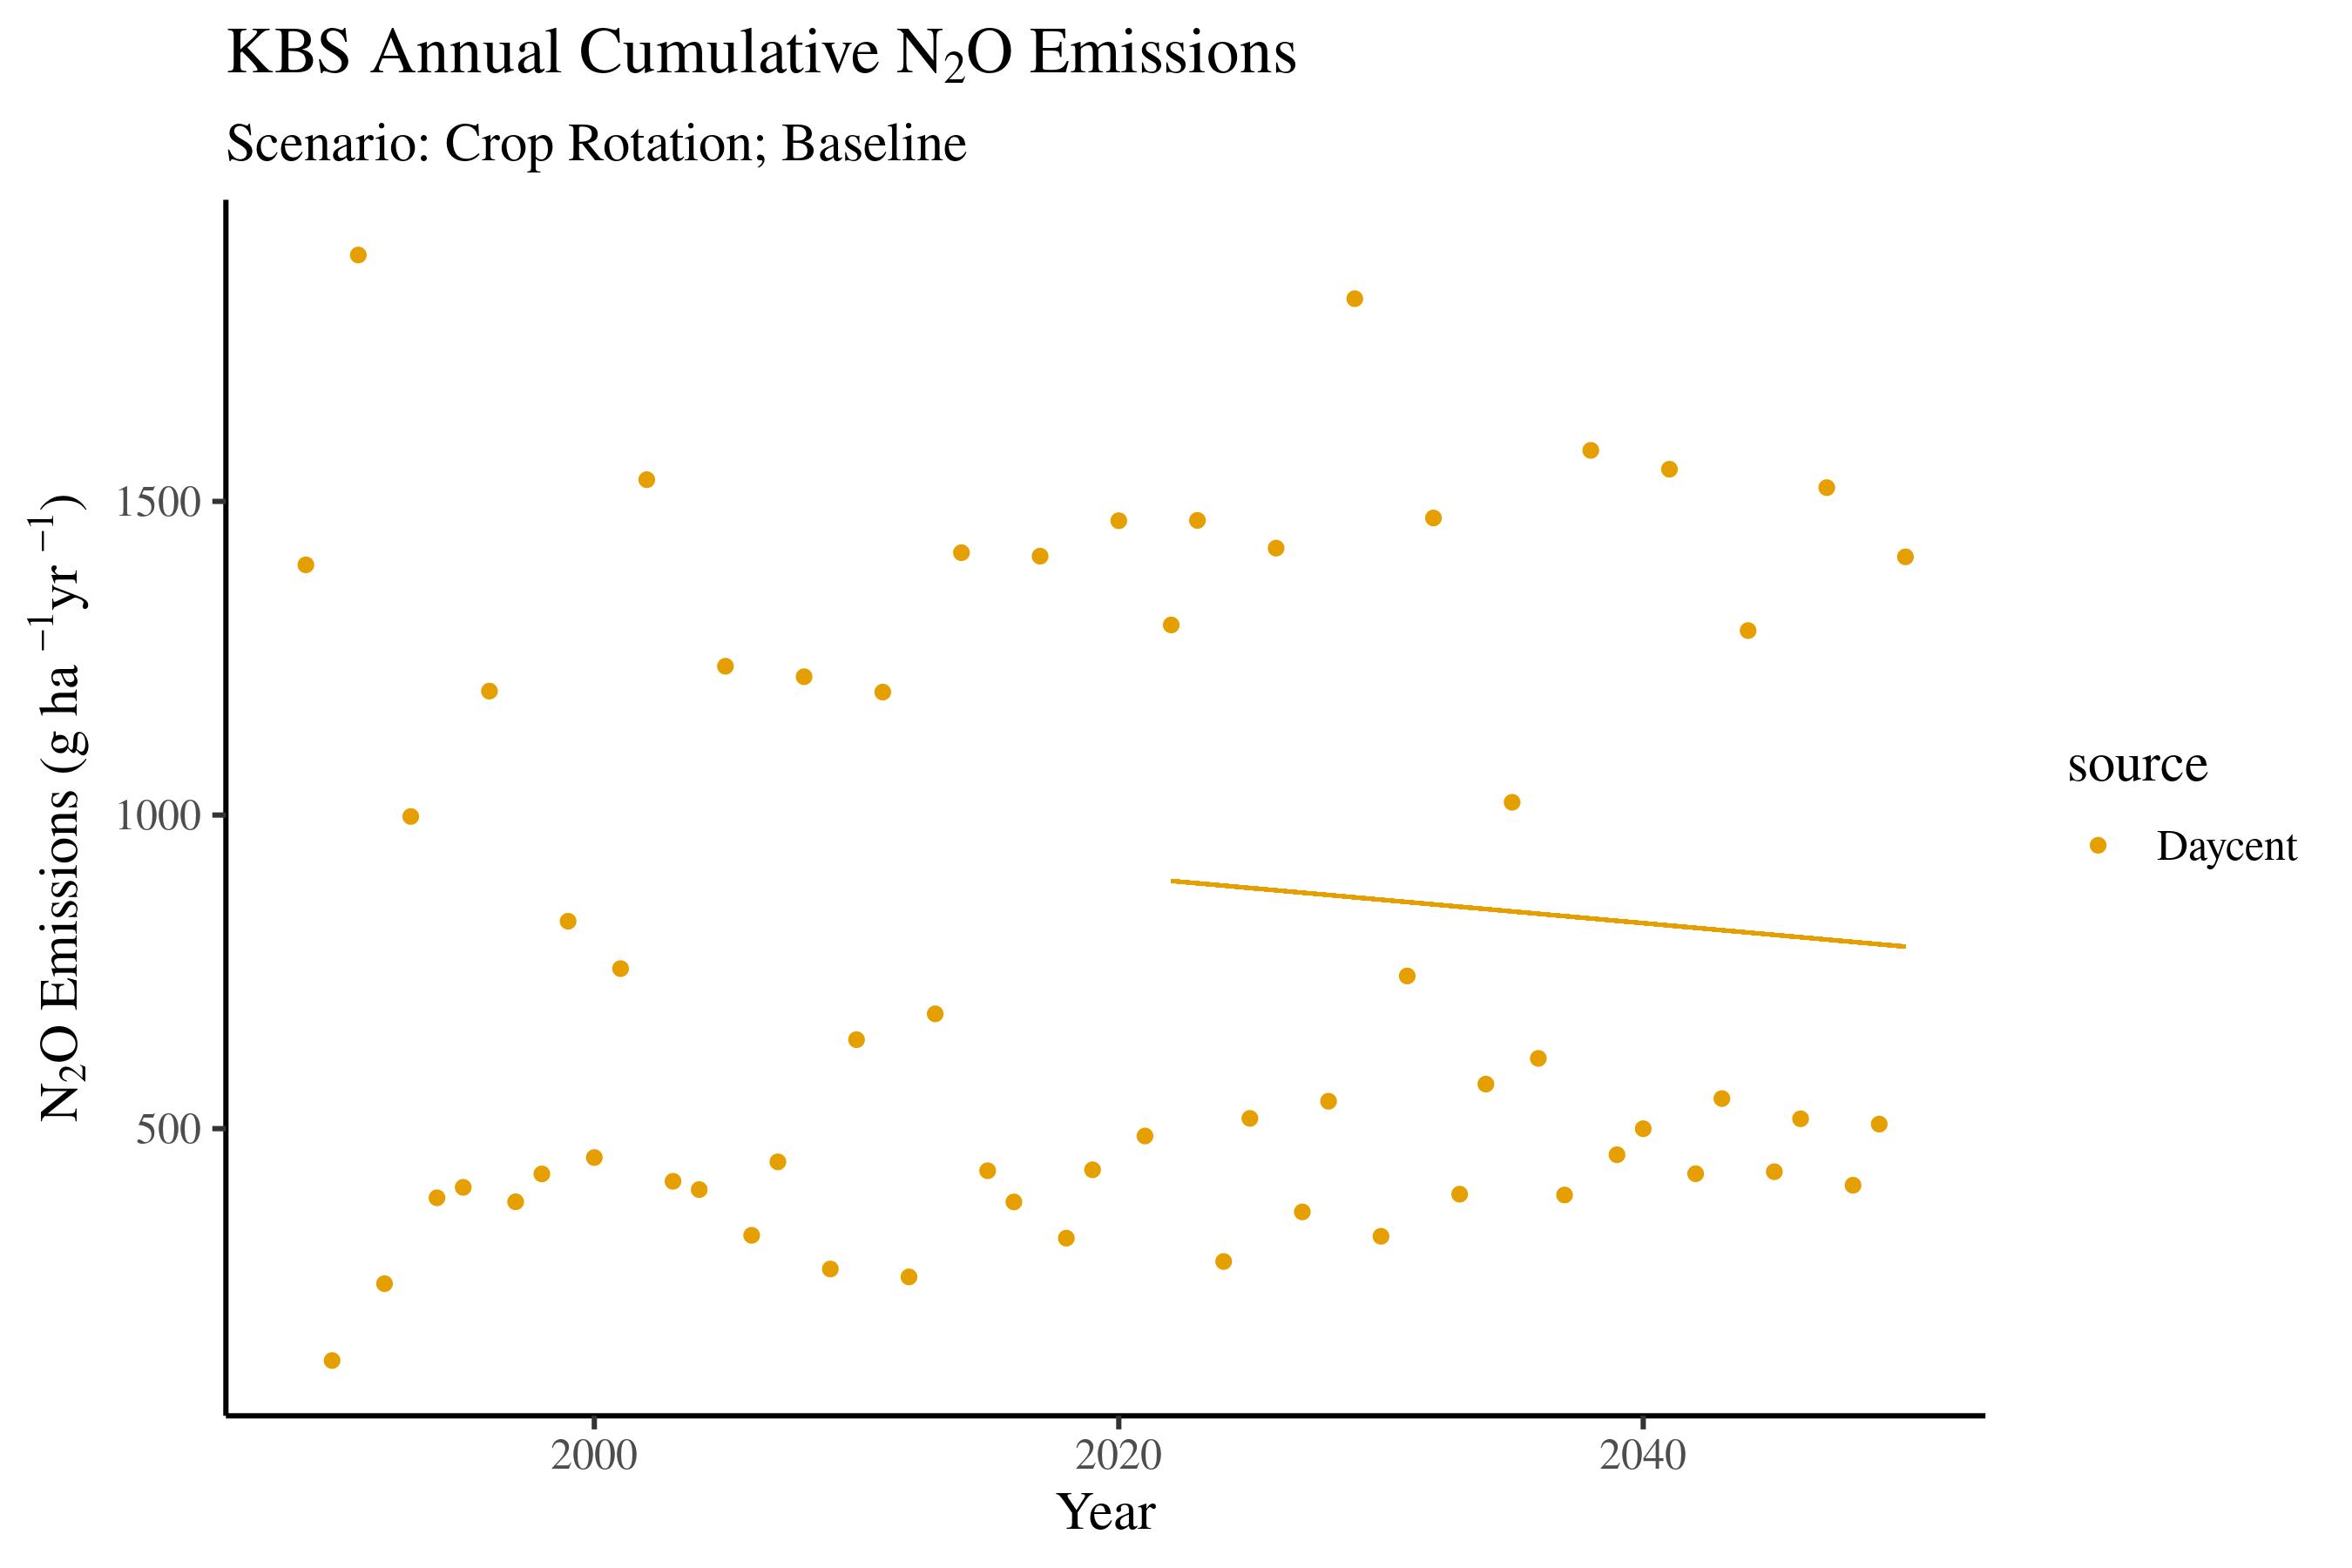 KBS Annual Cumulative N₂O Emissions
Scenario: Crop Rotation; Baseline
N₂O Emissions (g ha⁻¹yr⁻¹)
1500
1000
500
2000
2020
2040
Year
source
Daycent